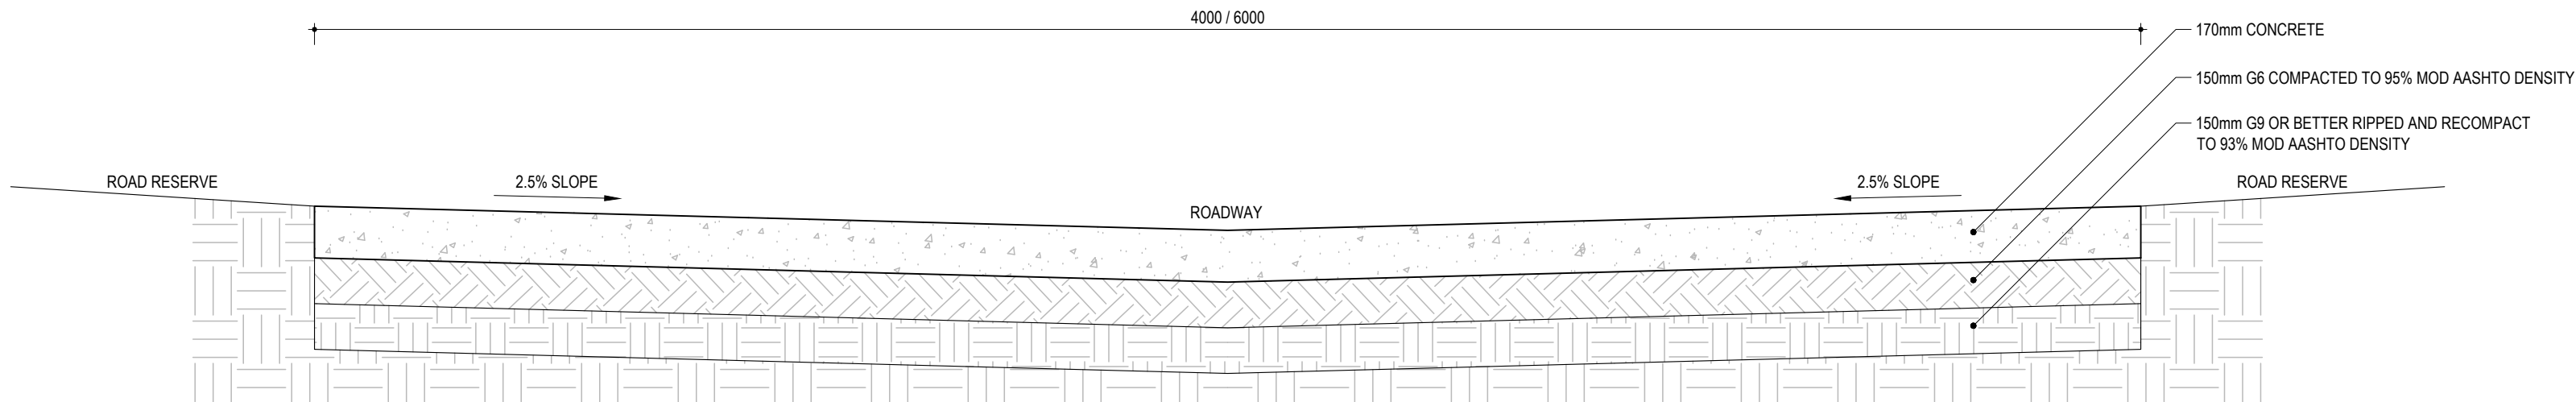 4000 / 6000
170mm CONCRETE
150mm G6 COMPACTED TO 95% MOD AASHTO DENSITY
150mm G9 OR BETTER RIPPED AND RECOMPACT
TO 93% MOD AASHTO DENSITY
ROAD RESERVE
2.5% SLOPE
ROADWAY
2.5% SLOPE
ROAD RESERVE